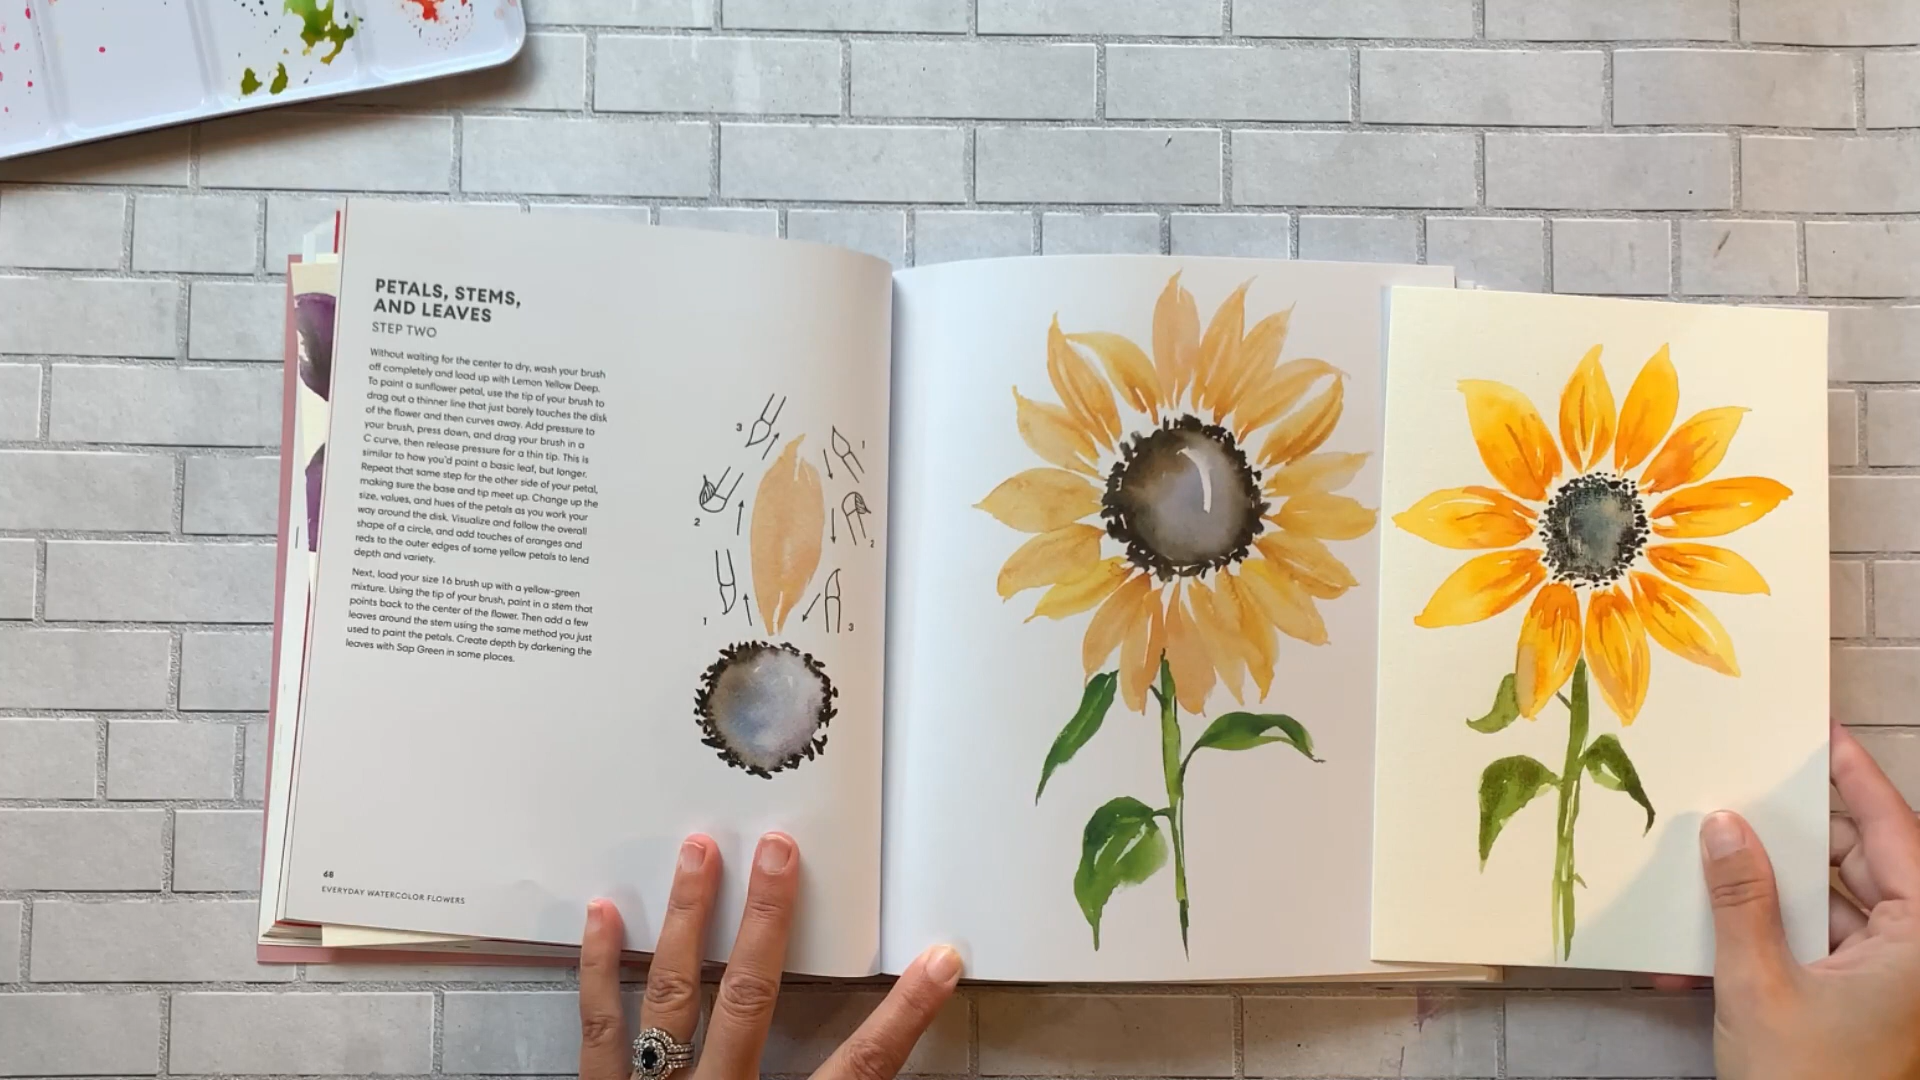 PETALS, STEMS,
AND LEAVES
STEP TWO
Without waiting for the center to dry, wash your brush
off completely and load up with Lemon Yellow Deep.
To paint a sunflower petal, use the tip of your brush to
drag out a thinner line that just barely touches the disk
of the flower and then curves away. Add pressure to
your brush, press down, and drag your brush in a
C curve, then release pressure for a thin tip. This is
similar to how you'd paint a basic leaf, but longer.
Repeat that same step for the other side of your petal,
making sure the base and tip meet up. Change up the
size, values, and hues of the petals as you work your
way around the disk. Visualize and follow the overall
shape of a circle, and add touches of oranges and
reds to the outer edges of some yellow petals to lend
depth and variety.
Next, load your size 16 brush up with a yellow-green
mixture. Using the tip of your brush, paint in a stem that
points back to the center of the flower. Then add a few
leaves around the stem using the same method you just
used to paint the petals. Create depth by darkening the
leaves with Sap Green in some places.
3
1
2
2
1
3
68
EVERYDAY WATERCOLOR FLOWERS